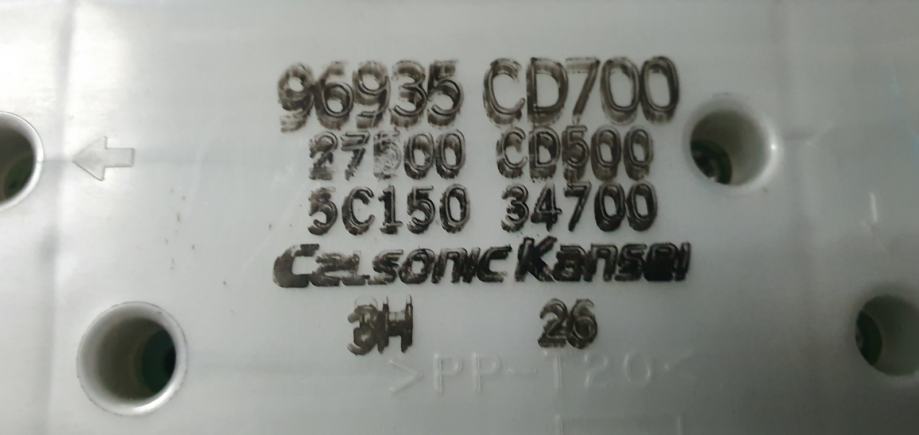 96935 CD700
27500 CD500
5C150 34700
CalsonicKansei
3H 26
>PP-T20<